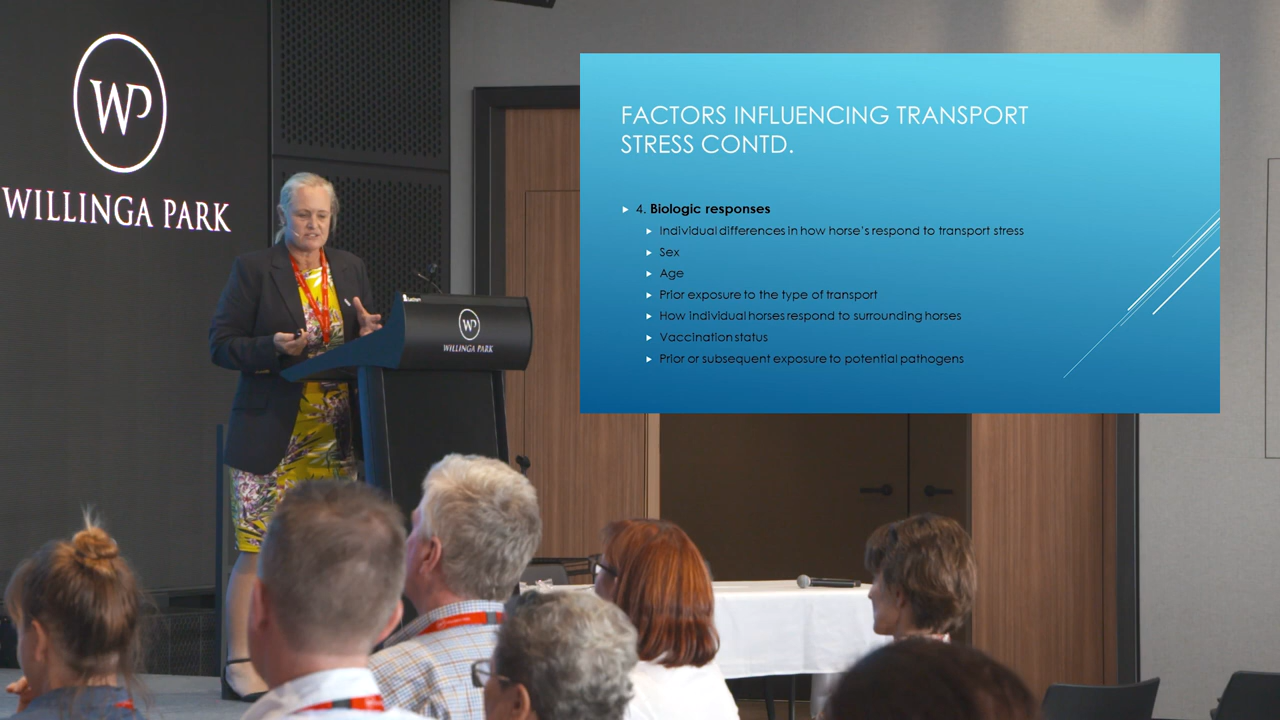 WP
WILLINGA PARK
WP
WILLINGA PARK
FACTORS INFLUENCING TRANSPORT
STRESS CONTD.
4. Biologic responses
Individual differences in how horse's respond to transport stress
Sex
Age
Prior exposure to the type of transport
How individual horses respond to surrounding horses
Vaccination status
Prior or subsequent exposure to potential pathogens